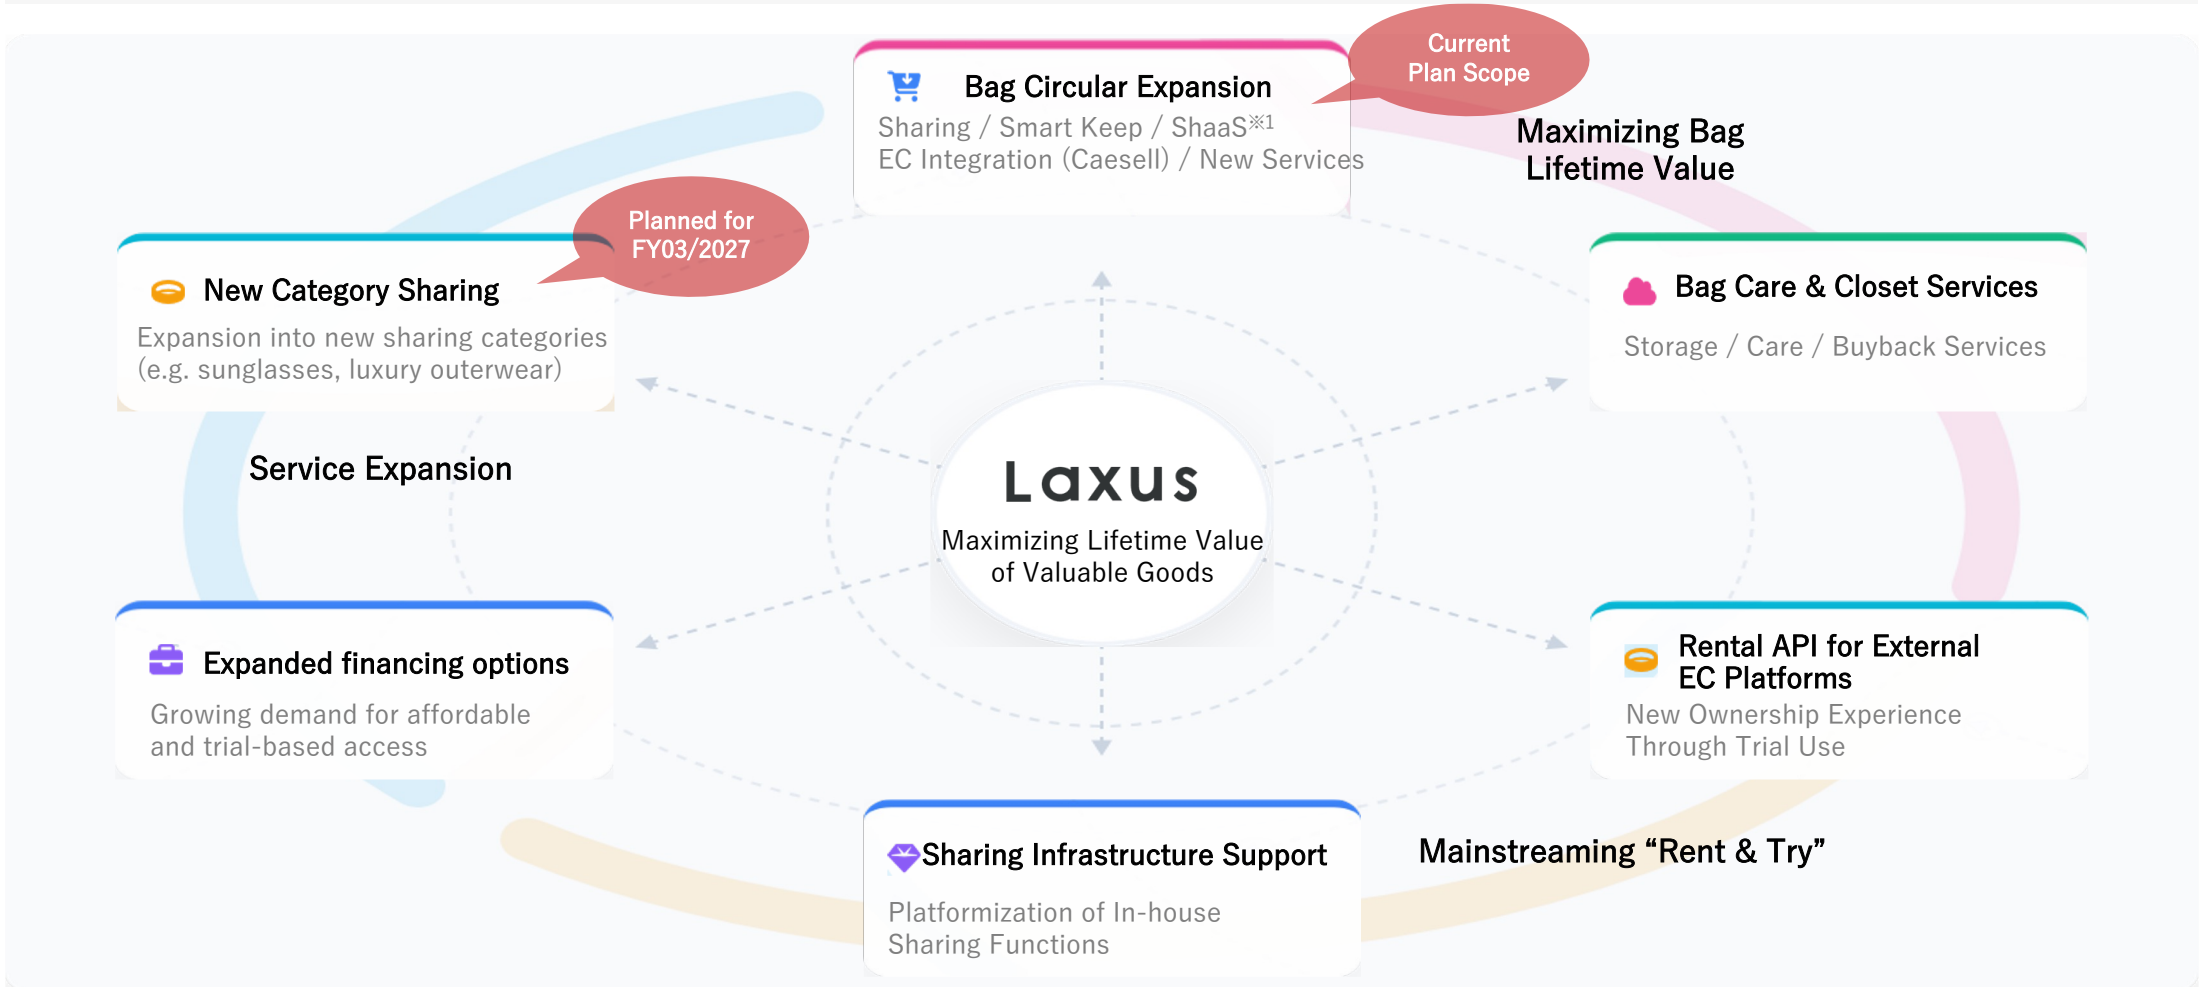 Current
Plan Scope
Bag Circular Expansion
Sharing / Smart Keep / ShaaS※1
EC Integration (Caesell) / New Services
Maximizing Bag
Lifetime Value
Planned for
FY03/2027
New Category Sharing
Expansion into new sharing categories
(e.g. sunglasses, luxury outerwear)
Bag Care & Closet Services
Storage / Care / Buyback Services
Service Expansion
Laxus
Maximizing Lifetime Value
of Valuable Goods
Expanded financing options
Growing demand for affordable
and trial-based access
Rental API for External
EC Platforms
New Ownership Experience
Through Trial Use
Sharing Infrastructure Support
Platformization of In-house
Sharing Functions
Mainstreaming “Rent & Try”